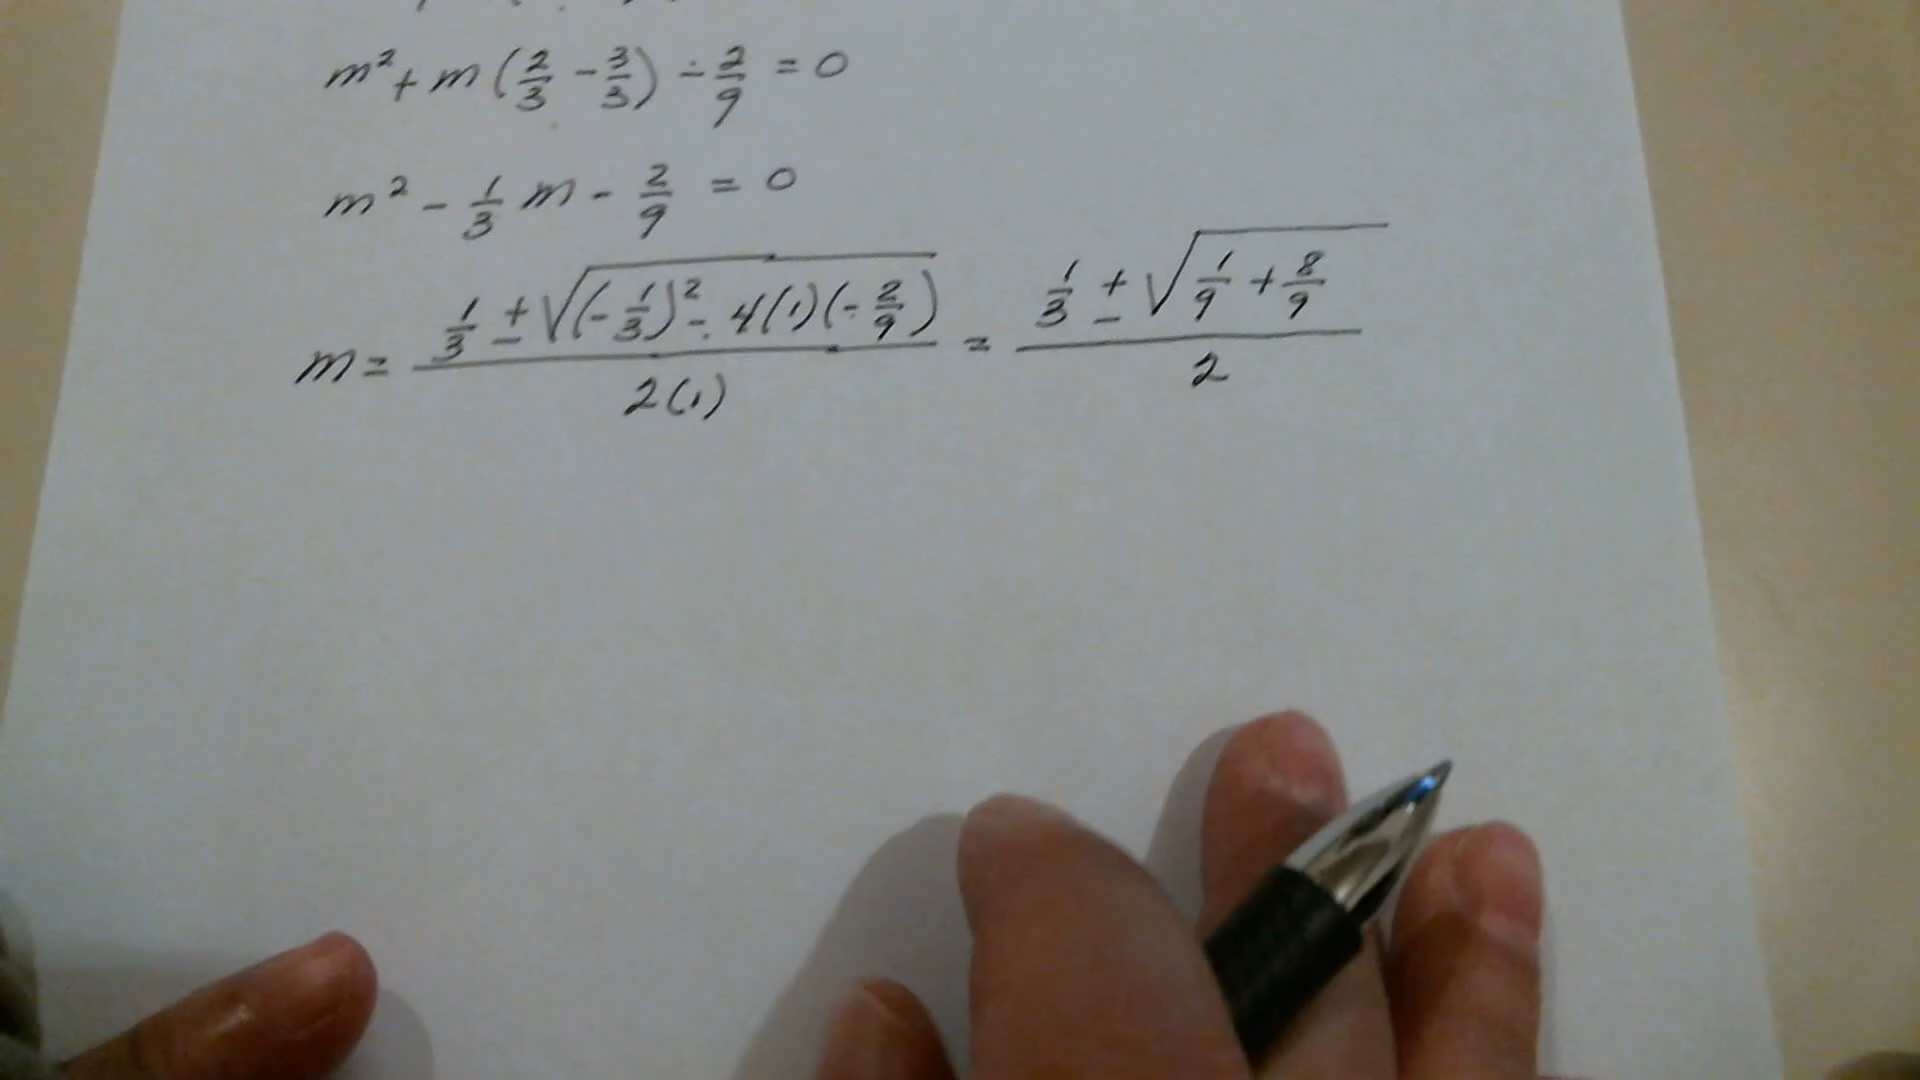 m² + m (2/3 - 3/3) - 2/9 = 0
m² - 1/3 m - 2/9 = 0
m = (1/3 ± √((-1/3)² - 4(1)(-2/9))) / 2(1) = (1/3 ± √(1/9 + 8/9)) / 2